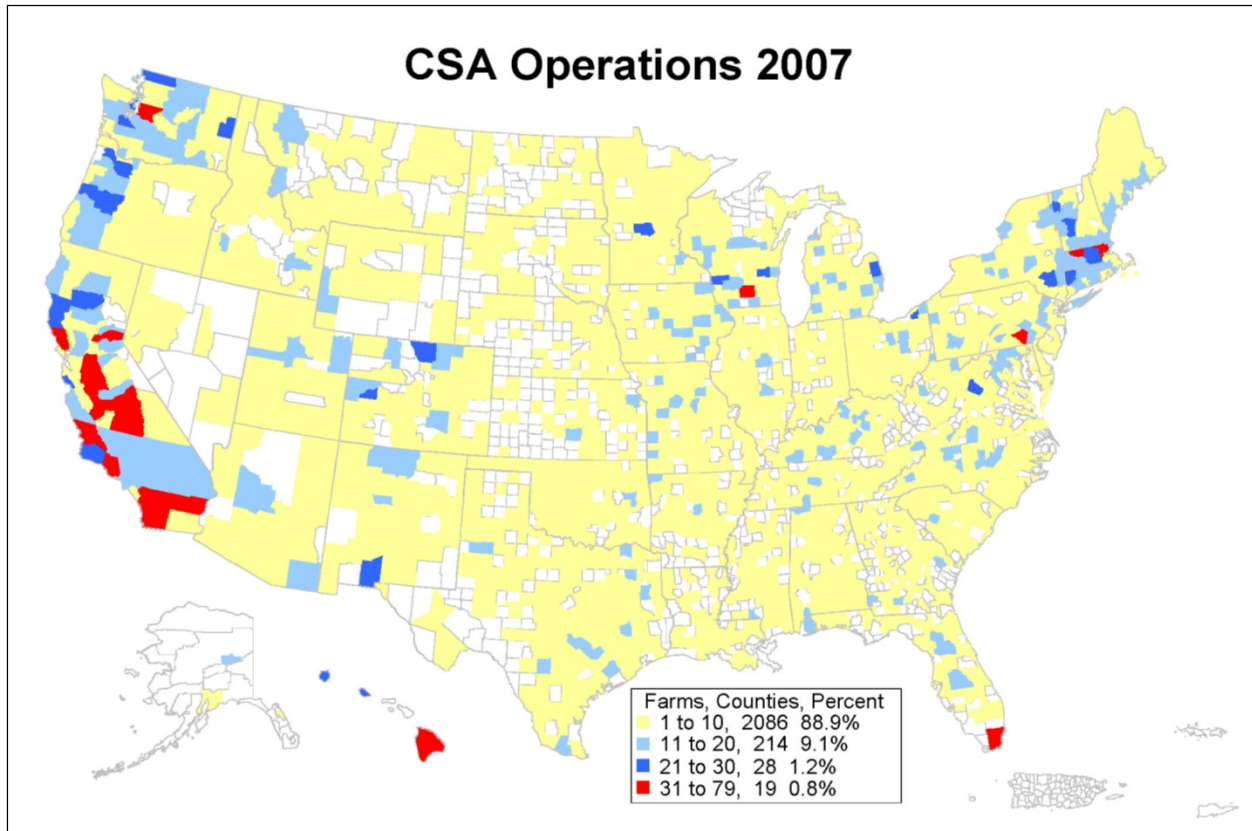 CSA Operations 2007
Farms, Counties, Percent
1 to 10, 2086 88.9%
11 to 20, 214 9.1%
21 to 30, 28 1.2%
31 to 79, 19 0.8%